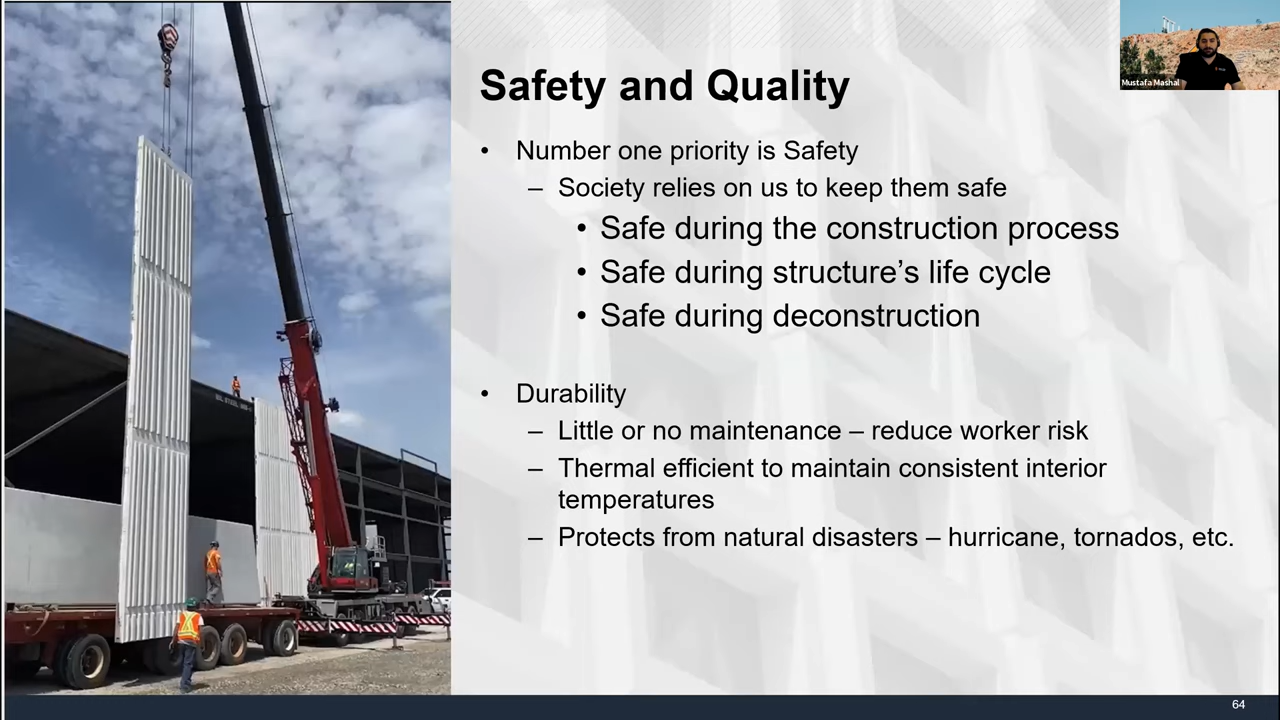 Safety and Quality
Mustafa Mashal
• Number one priority is Safety
– Society relies on us to keep them safe
• Safe during the construction process
• Safe during structure’s life cycle
• Safe during deconstruction
• Durability
– Little or no maintenance – reduce worker risk
– Thermal efficient to maintain consistent interior
temperatures
– Protects from natural disasters – hurricane, tornados, etc.
64